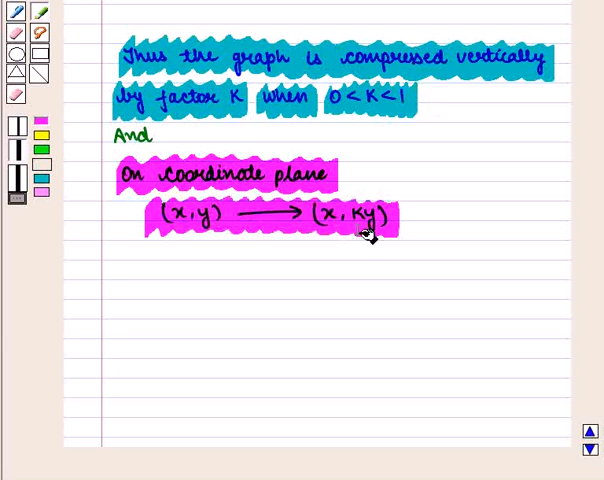 Thus the graph is compressed vertically
by factor K when 0 < K < 1
And
On coordinate plane
(x, y) ⟶ (x, Ky)